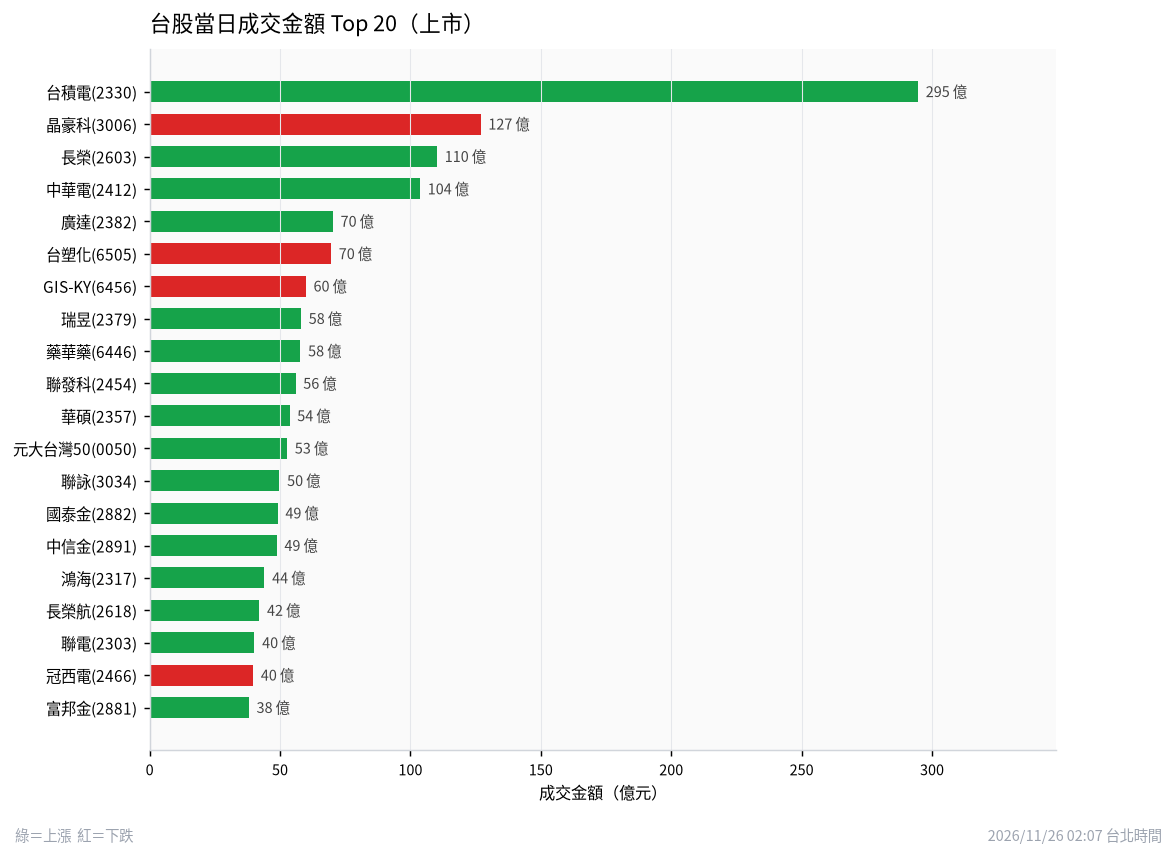 台股當日成交金額 Top 20（上市）
台積電(2330) 295 億
晶豪科(3006) 127 億
長榮(2603) 110 億
中華電(2412) 104 億
廣達(2382) 70 億
台塑化(6505) 70 億
GIS-KY(6456) 60 億
瑞昱(2379) 58 億
藥華藥(6446) 58 億
聯發科(2454) 56 億
華碩(2357) 54 億
元大台灣50(0050) 53 億
聯詠(3034) 50 億
國泰金(2882) 49 億
中信金(2891) 49 億
鴻海(2317) 44 億
長榮航(2618) 42 億
聯電(2303) 40 億
冠西電(2466) 40 億
富邦金(2881) 38 億
0 50 100 150 200 250 300
成交金額（億元）
綠＝上漲 紅＝下跌 2026/11/26 02:07 台北時間